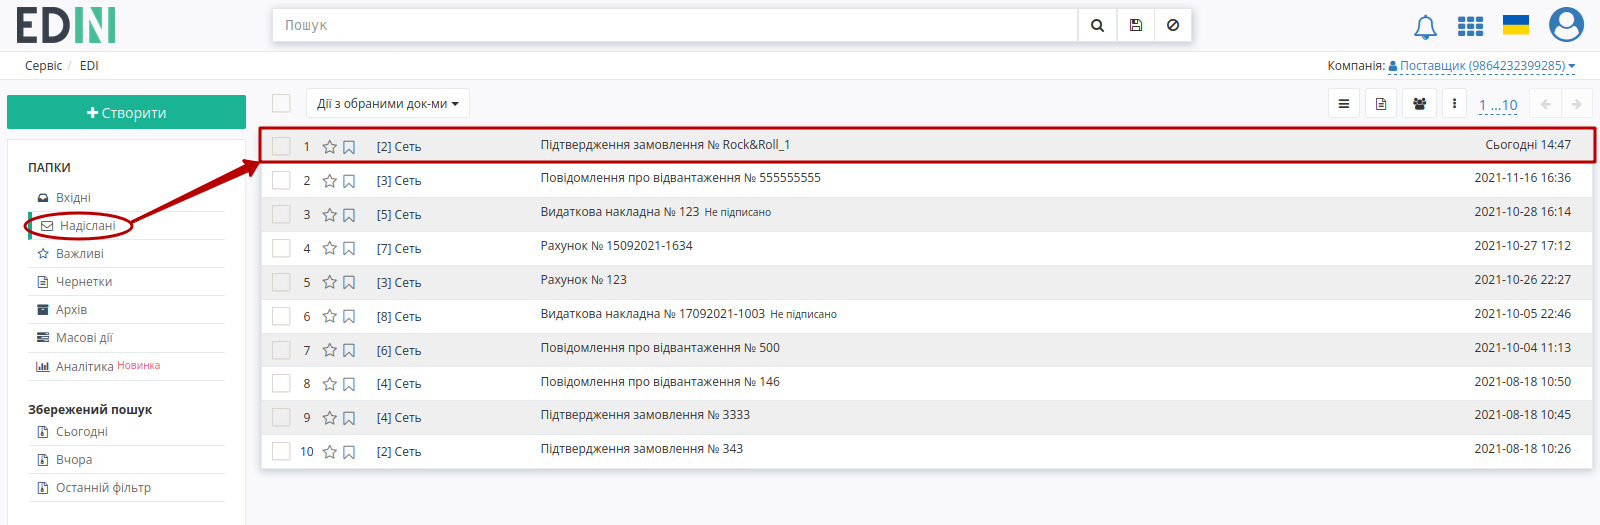 EDIN
Пошук
Сервіс / EDI
Компанія: Поставщик (9864232399285)
Створити
Дії з обраними док-ми
1 ...10
ПАПКИ
Вхідні
Надіслані
Важливі
Чернетки
Архів
Масові дії
Аналітика Новинка
Збережений пошук
Сьогодні
Вчора
Останній фільтр
1 [2] Сеть Підтвердження замовлення № Rock&Roll_1 Сьогодні 14:47
2 [3] Сеть Повідомлення про відвантаження № 555555555 2021-11-16 16:36
3 [5] Сеть Видаткова накладна № 123 Не підписано 2021-10-28 16:14
4 [7] Сеть Рахунок № 15092021-1634 2021-10-27 17:12
5 [3] Сеть Рахунок № 123 2021-10-26 22:27
6 [8] Сеть Видаткова накладна № 17092021-1003 Не підписано 2021-10-05 22:46
7 [6] Сеть Повідомлення про відвантаження № 500 2021-10-04 11:13
8 [4] Сеть Повідомлення про відвантаження № 146 2021-08-18 10:50
9 [4] Сеть Підтвердження замовлення № 3333 2021-08-18 10:45
10 [2] Сеть Підтвердження замовлення № 343 2021-08-18 10:26